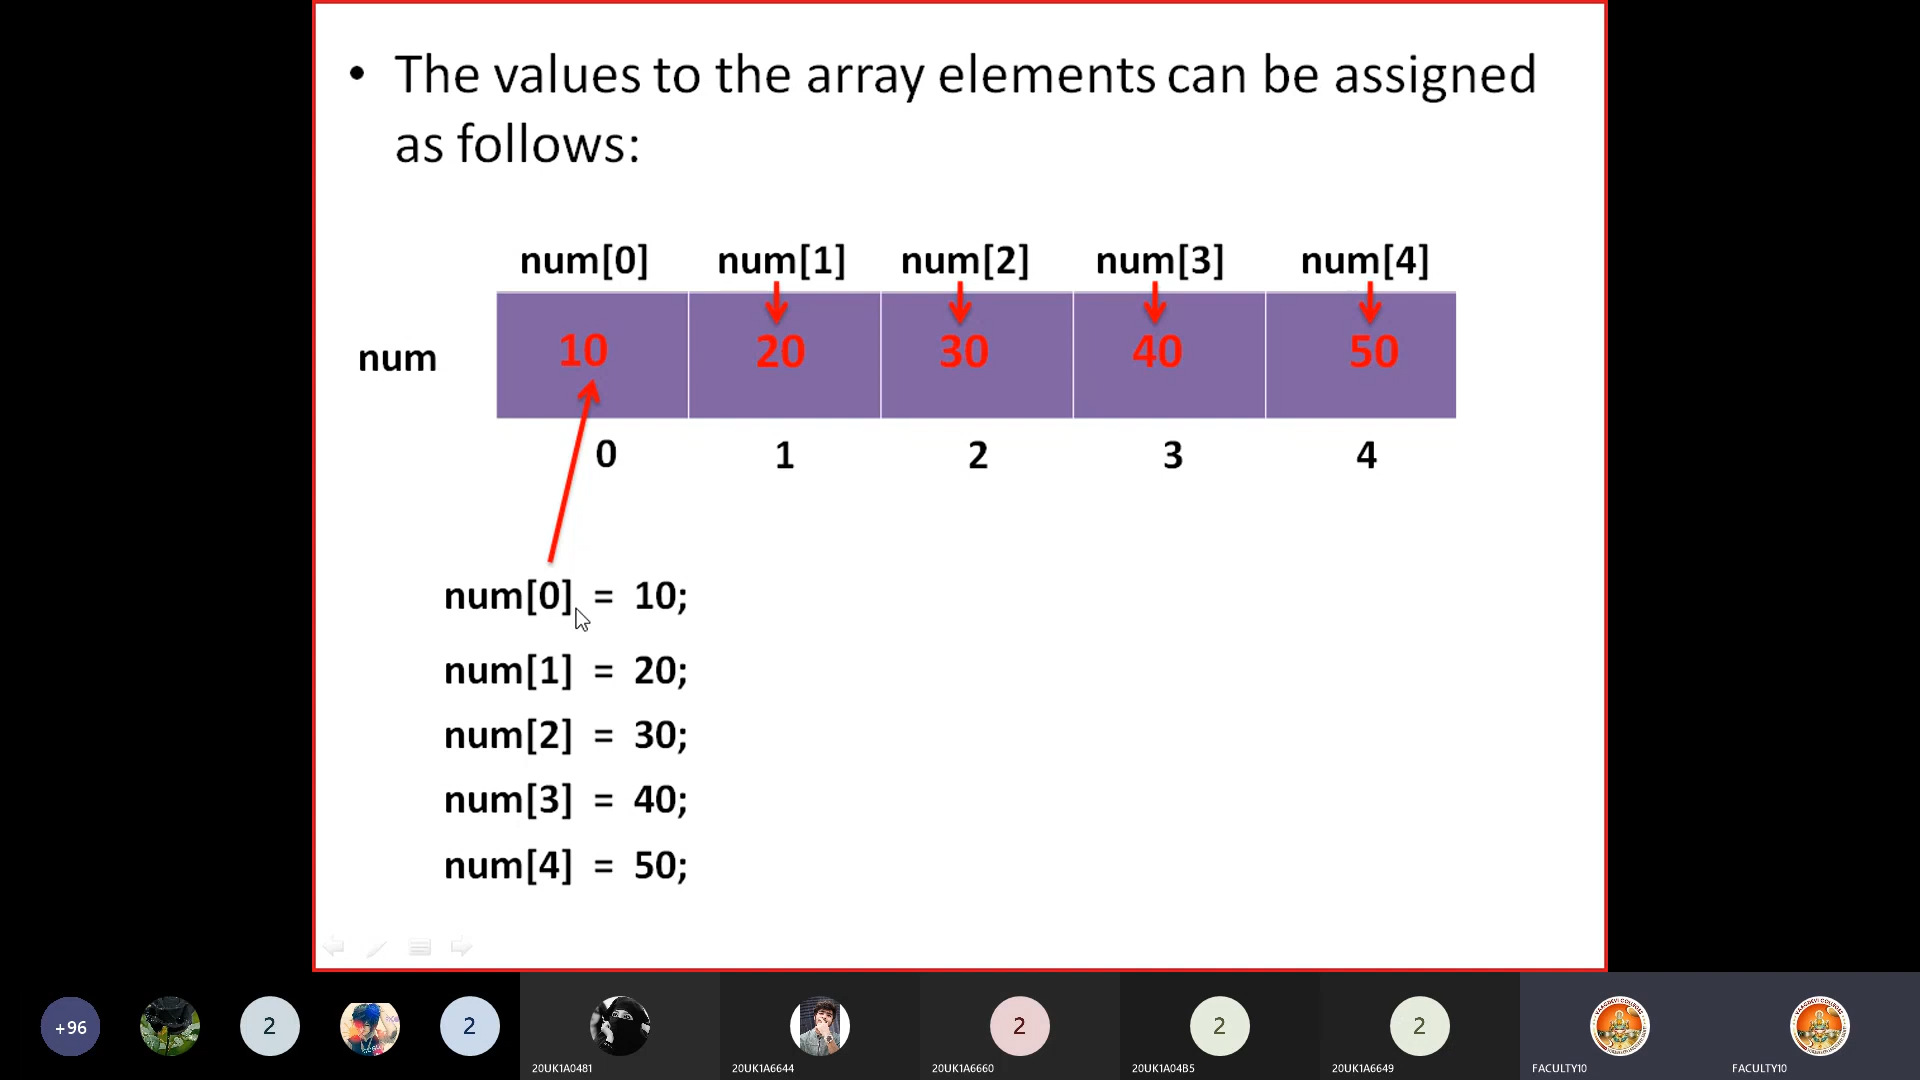 • The values to the array elements can be assigned
as follows:
num[0] num[1] num[2] num[3] num[4]
num 10 20 30 40 50
0 1 2 3 4
num[0] = 10;
num[1] = 20;
num[2] = 30;
num[3] = 40;
num[4] = 50;
+96 2 2 2 2 2
20UK1A0481 20UK1A6644 20UK1A6660 20UK1A04B5 20UK1A6649 FACULTY10 FACULTY10